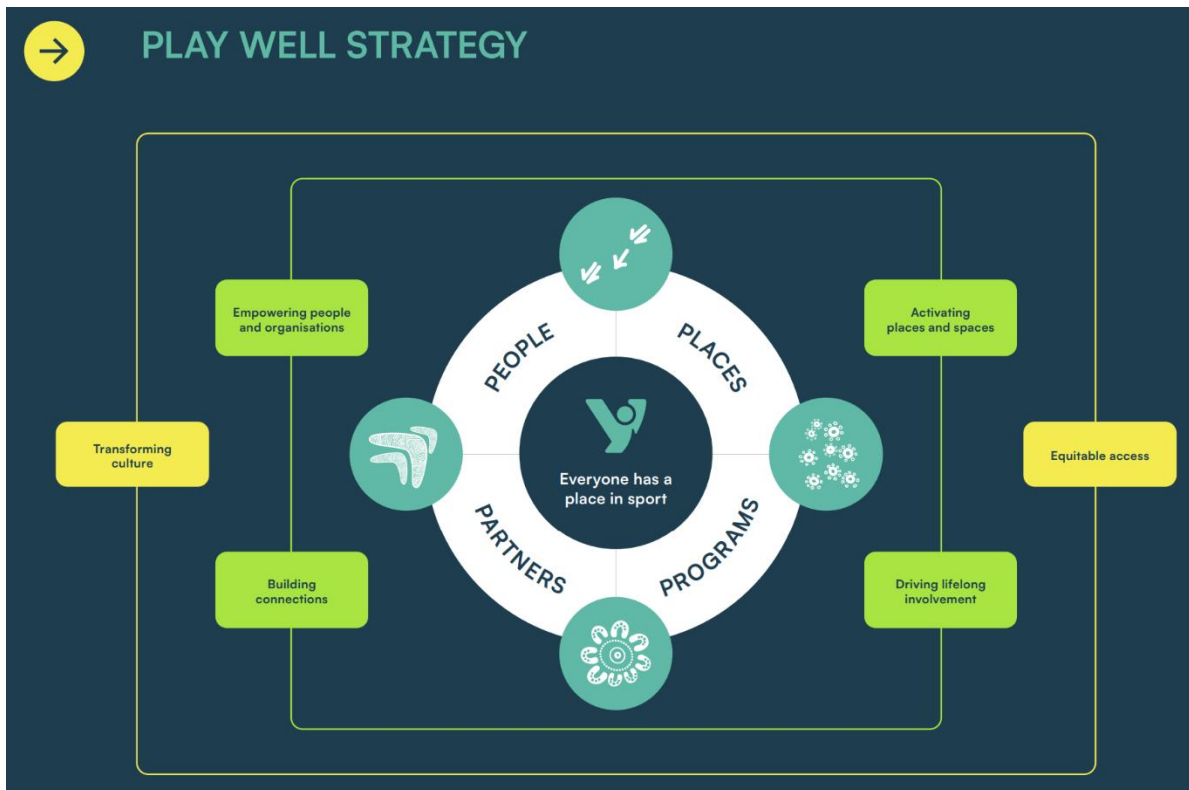 PLAY WELL STRATEGY
Empowering people
and organisations
Activating
places and spaces
PEOPLE
PLACES
Transforming
culture
Everyone has a
place in sport
Equitable access
PARTNERS
PROGRAMS
Building
connections
Driving lifelong
involvement